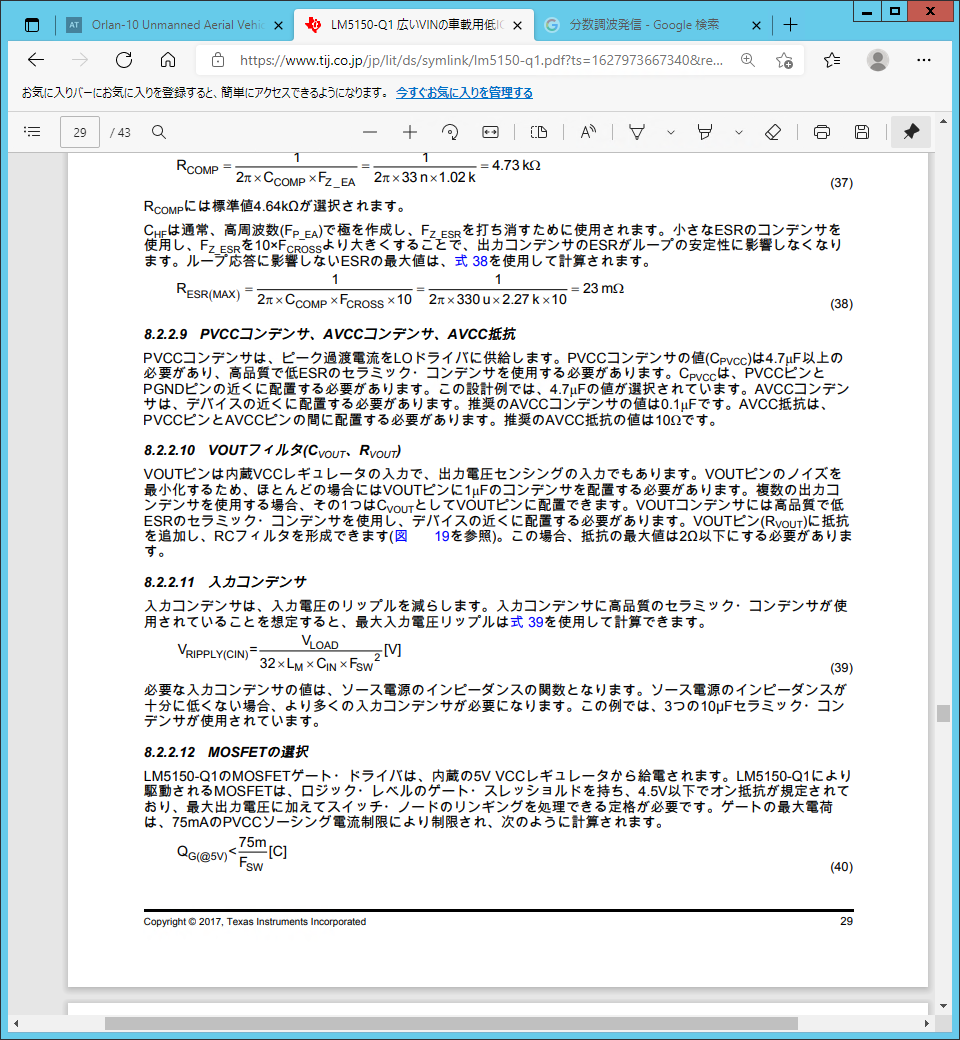 Orlan-10 Unmanned Aerial Vehic
LM5150-Q1 広いVINの車載用低IC
分数調波発信 - Google 検索
https://www.tij.co.jp/jp/lit/ds/symlink/lm5150-q1.pdf?ts=1627973667340&re...
お気に入りバーにお気に入りを登録すると、簡単にアクセスできるようになります。 今すぐお気に入りを管理する
29 / 43
R_COMP = 1 / (2π×C_COMP×F_Z_EA) = 1 / (2π×33 n×1.02 k) = 4.73 kΩ
(37)
R_COMPには標準値4.64kΩが選択されます。
C_HFは通常、高周波数(F_P_EA)で極を作成し、F_Z_ESRを打ち消すために使用されます。小さなESRのコンデンサを
使用し、F_Z_ESRを10×F_CROSSより大きくすることで、出力コンデンサのESRがループの安定性に影響しなくなり
ます。ループ応答に影響しないESRの最大値は、式 38を使用して計算されます。
R_ESR(MAX) = 1 / (2π×C_COMP×F_CROSS×10) = 1 / (2π×330 u×2.27 k×10) = 23 mΩ
(38)
8.2.2.9 PVCCコンデンサ、AVCCコンデンサ、AVCC抵抗
PVCCコンデンサは、ピーク過渡電流をLOドライバに供給します。PVCCコンデンサの値(C_PVCC)は4.7μF以上の
必要があり、高品質で低ESRのセラミック・コンデンサを使用する必要があります。C_PVCCは、PVCCピンと
PGNDピンの近くに配置する必要があります。この設計例では、4.7μFの値が選択されています。AVCCコンデン
サは、デバイスの近くに配置する必要があります。推奨のAVCCコンデンサの値は0.1μFです。AVCC抵抗は、
PVCCピンとAVCCピンの間に配置する必要があります。推奨のAVCC抵抗の値は10Ωです。
8.2.2.10 VOUTフィルタ(C_VOUT、R_VOUT)
VOUTピンは内蔵VCCレギュレータの入力で、出力電圧センシングの入力でもあります。VOUTピンのノイズを
最小化するため、ほとんどの場合にはVOUTピンに1μFのコンデンサを配置する必要があります。複数の出力コ
ンデンサを使用する場合、その1つはC_VOUTとしてVOUTピンに配置できます。VOUTコンデンサには高品質で低
ESRのセラミック・コンデンサを使用し、デバイスの近くに配置する必要があります。VOUTピン(R_VOUT)に抵抗
を追加し、RCフィルタを形成できます(図 19を参照)。この場合、抵抗の最大値は2Ω以下にする必要がありま
す。
8.2.2.11 入力コンデンサ
入力コンデンサは、入力電圧のリップルを減らします。入力コンデンサに高品質のセラミック・コンデンサが使
用されていることを想定すると、最大入力電圧リップルは式 39を使用して計算できます。
V_RIPPLY(CIN)= V_LOAD / (32×L_M×C_IN×F_SW²) [V]
(39)
必要な入力コンデンサの値は、ソース電源のインピーダンスの関数となります。ソース電源のインピーダンスが
十分に低くない場合、より多くの入力コンデンサが必要になります。この例では、3つの10μFセラミック・コン
デンサが使用されています。
8.2.2.12 MOSFETの選択
LM5150-Q1のMOSFETゲート・ドライバは、内蔵の5V VCCレギュレータから給電されます。LM5150-Q1により
駆動されるMOSFETは、ロジック・レベルのゲート・スレッショルドを持ち、4.5V以下でオン抵抗が規定されて
おり、最大出力電圧に加えてスイッチ・ノードのリンギングを処理できる定格が必要です。ゲートの最大電荷
は、75mAのPVCCソーシング電流制限により制限され、次のように計算されます。
Q_G(@5V)< 75m / F_SW [C]
(40)
Copyright © 2017, Texas Instruments Incorporated
29